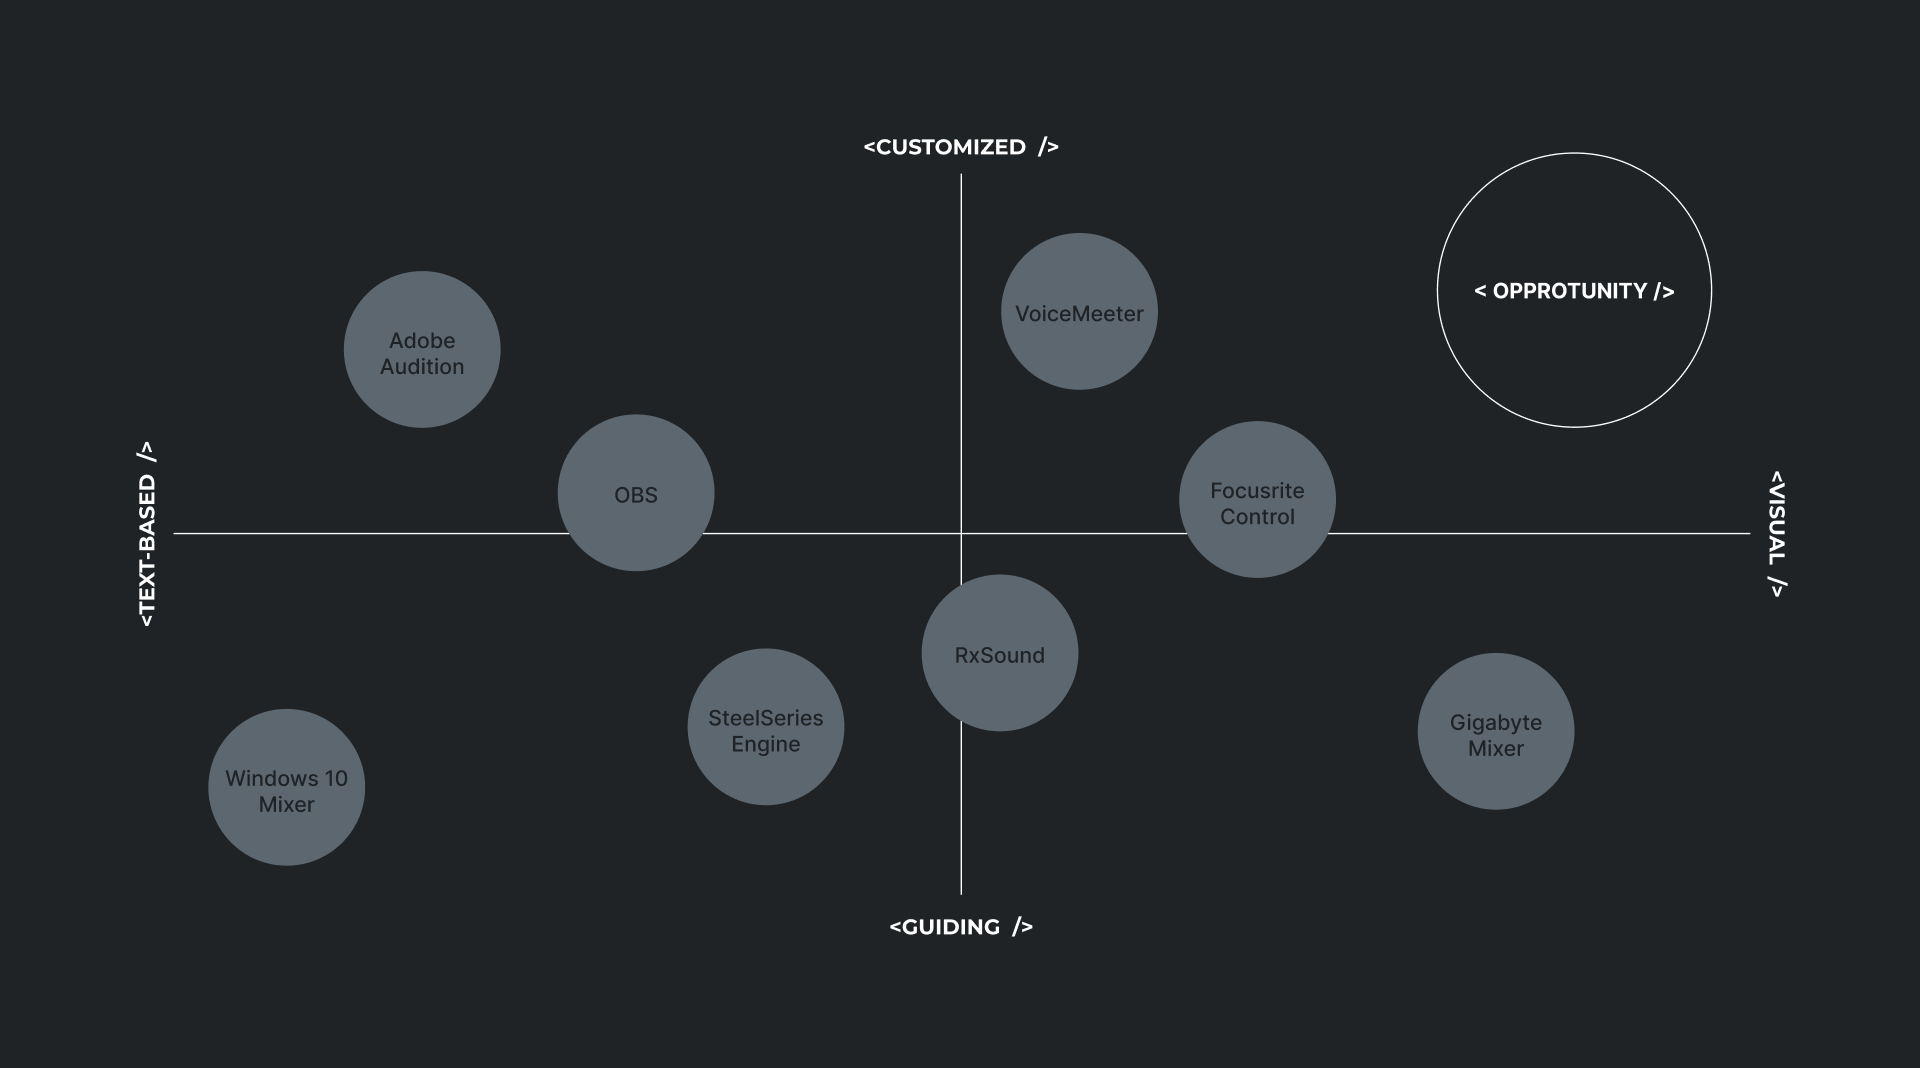 <CUSTOMIZED />
VoiceMeeter
< OPPROTUNITY />
Adobe
Audition
OBS
Focusrite
Control
<TEXT-BASED />
<VISUAL />
RxSound
SteelSeries
Engine
Gigabyte
Mixer
Windows 10
Mixer
<GUIDING />